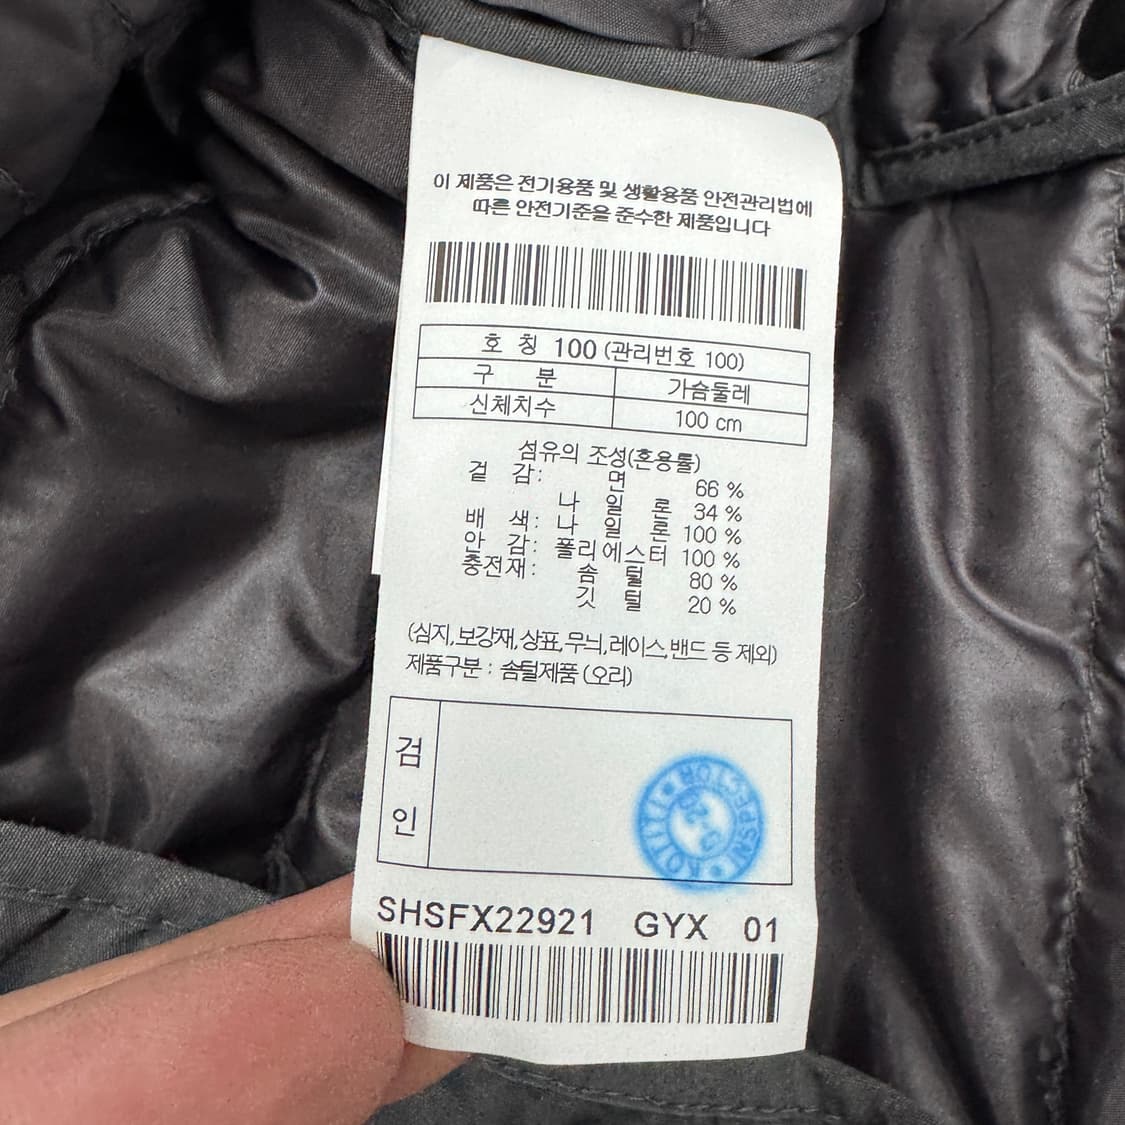 이 제품은 전기용품 및 생활용품 안전관리법에
따른 안전기준을 준수한 제품입니다
호 칭 100 (관리번호 100)
구 분 가슴둘레
신체치수 100 cm
섬유의 조성(혼용률)
겉 감: 면 66 %
나 일 론 34 %
배 색: 나 일 론 100 %
안 감: 폴리에스터 100 %
충전재: 솜 털 80 %
깃 털 20 %
(심지,보강재,상표,무늬,레이스,밴드 등 제외)
제품구분 : 솜털제품 (오리)
검
인
KOTITI INSPECTOR
SHSFX22921 GYX 01